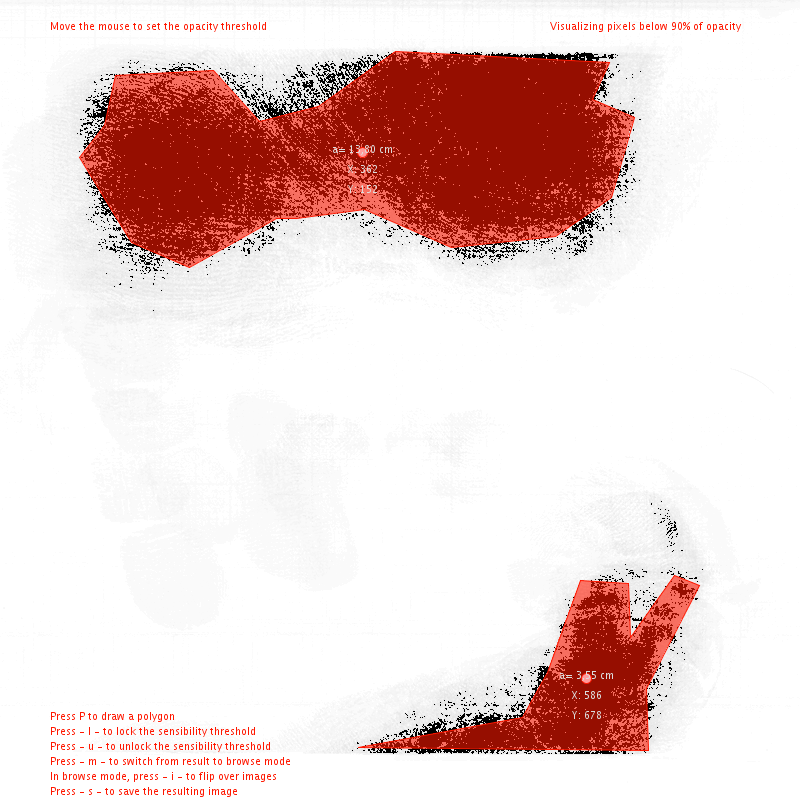 Move the mouse to set the opacity threshold
Visualizing pixels below 90% of opacity
a= 13.80 cm
X: 362
Y: 152
a= 3.55 cm
X: 586
Y: 678
Press P to draw a polygon
Press - l - to lock the sensibility threshold
Press - u - to unlock the sensibility threshold
Press - m - to switch from result to browse mode
In browse mode, press - i - to flip over images
Press - s - to save the resulting image